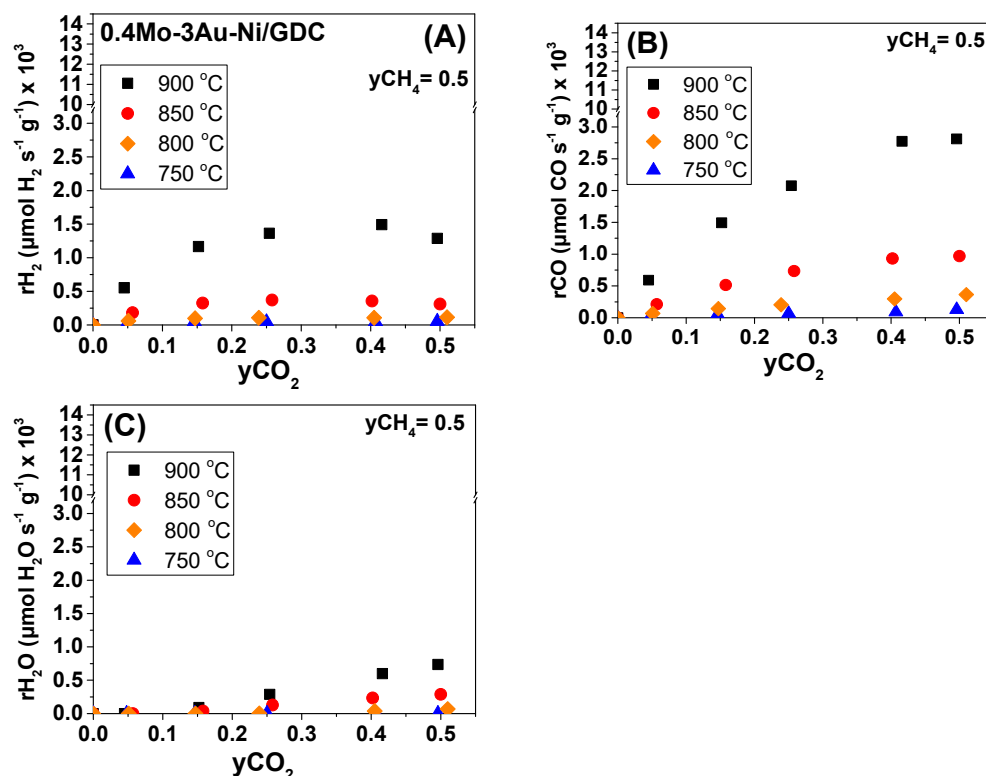 0.4Mo-3Au-Ni/GDC
(A)
yCH₄= 0.5
900 °C
850 °C
800 °C
750 °C
rH₂ (µmol H₂ s⁻¹ g⁻¹) x 10³
14
13
12
11
10
3.0
2.5
2.0
1.5
1.0
0.5
0.0
0.0 0.1 0.2 0.3 0.4 0.5
yCO₂
(B)
yCH₄= 0.5
900 °C
850 °C
800 °C
750 °C
rCO (µmol CO s⁻¹ g⁻¹) x 10³
14
13
12
11
10
3.0
2.5
2.0
1.5
1.0
0.5
0.0
0.0 0.1 0.2 0.3 0.4 0.5
yCO₂
(C)
yCH₄= 0.5
900 °C
850 °C
800 °C
750 °C
rH₂O (µmol H₂O s⁻¹ g⁻¹) x 10³
14
13
12
11
10
3.0
2.5
2.0
1.5
1.0
0.5
0.0
0.0 0.1 0.2 0.3 0.4 0.5
yCO₂